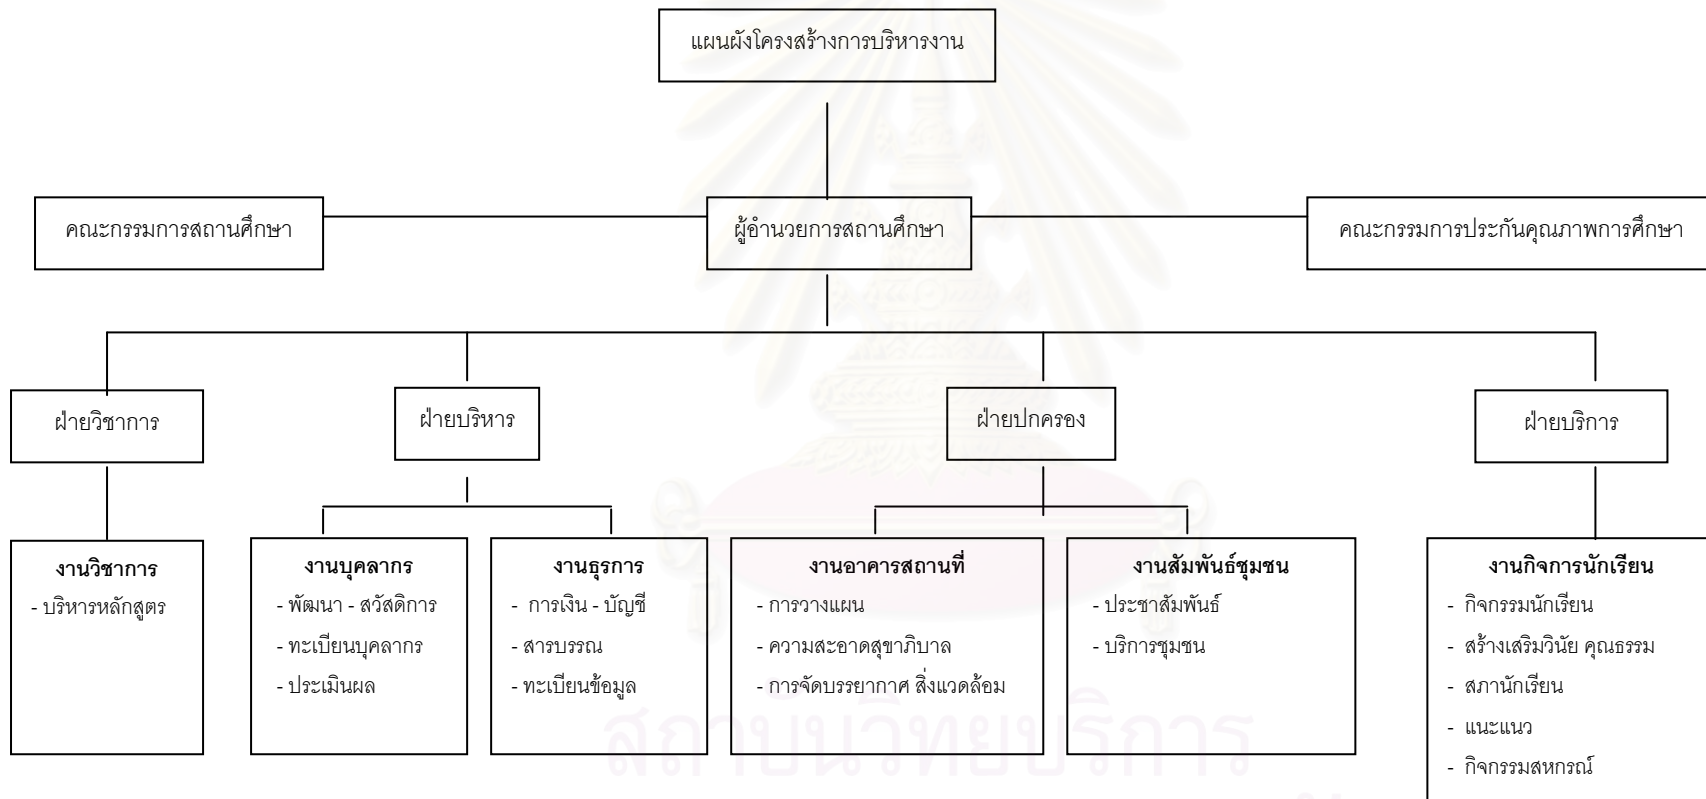 แผนผังโครงสร้างการบริหารงาน
คณะกรรมการสถานศึกษา
ผู้อำนวยการสถานศึกษา
คณะกรรมการประกันคุณภาพการศึกษา
ฝ่ายวิชาการ
ฝ่ายบริหาร
ฝ่ายปกครอง
ฝ่ายบริการ
งานวิชาการ
- บริหารหลักสูตร
งานบุคลากร
- พัฒนา - สวัสดิการ
- ทะเบียนบุคลากร
- ประเมินผล
งานธุรการ
- การเงิน - บัญชี
- สารบรรณ
- ทะเบียนข้อมูล
งานอาคารสถานที่
- การวางแผน
- ความสะอาดสุขาภิบาล
- การจัดบรรยากาศ สิ่งแวดล้อม
งานสัมพันธ์ชุมชน
- ประชาสัมพันธ์
- บริการชุมชน
งานกิจการนักเรียน
- กิจกรรมนักเรียน
- สร้างเสริมวินัย คุณธรรม
- สภานักเรียน
- แนะแนว
- กิจกรรมสหกรณ์
สถาบันวิทยบริการ